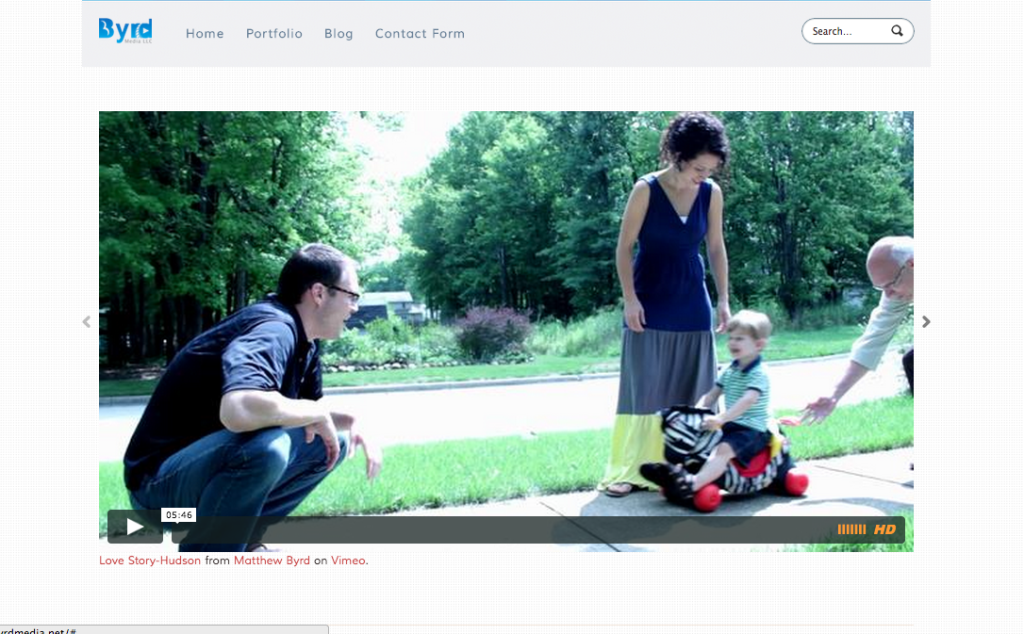 Byrd
Media LLC
Home Portfolio Blog Contact Form
Search...
05:46
HD
Love Story-Hudson from Matthew Byrd on Vimeo.
yrdmedia.net/#